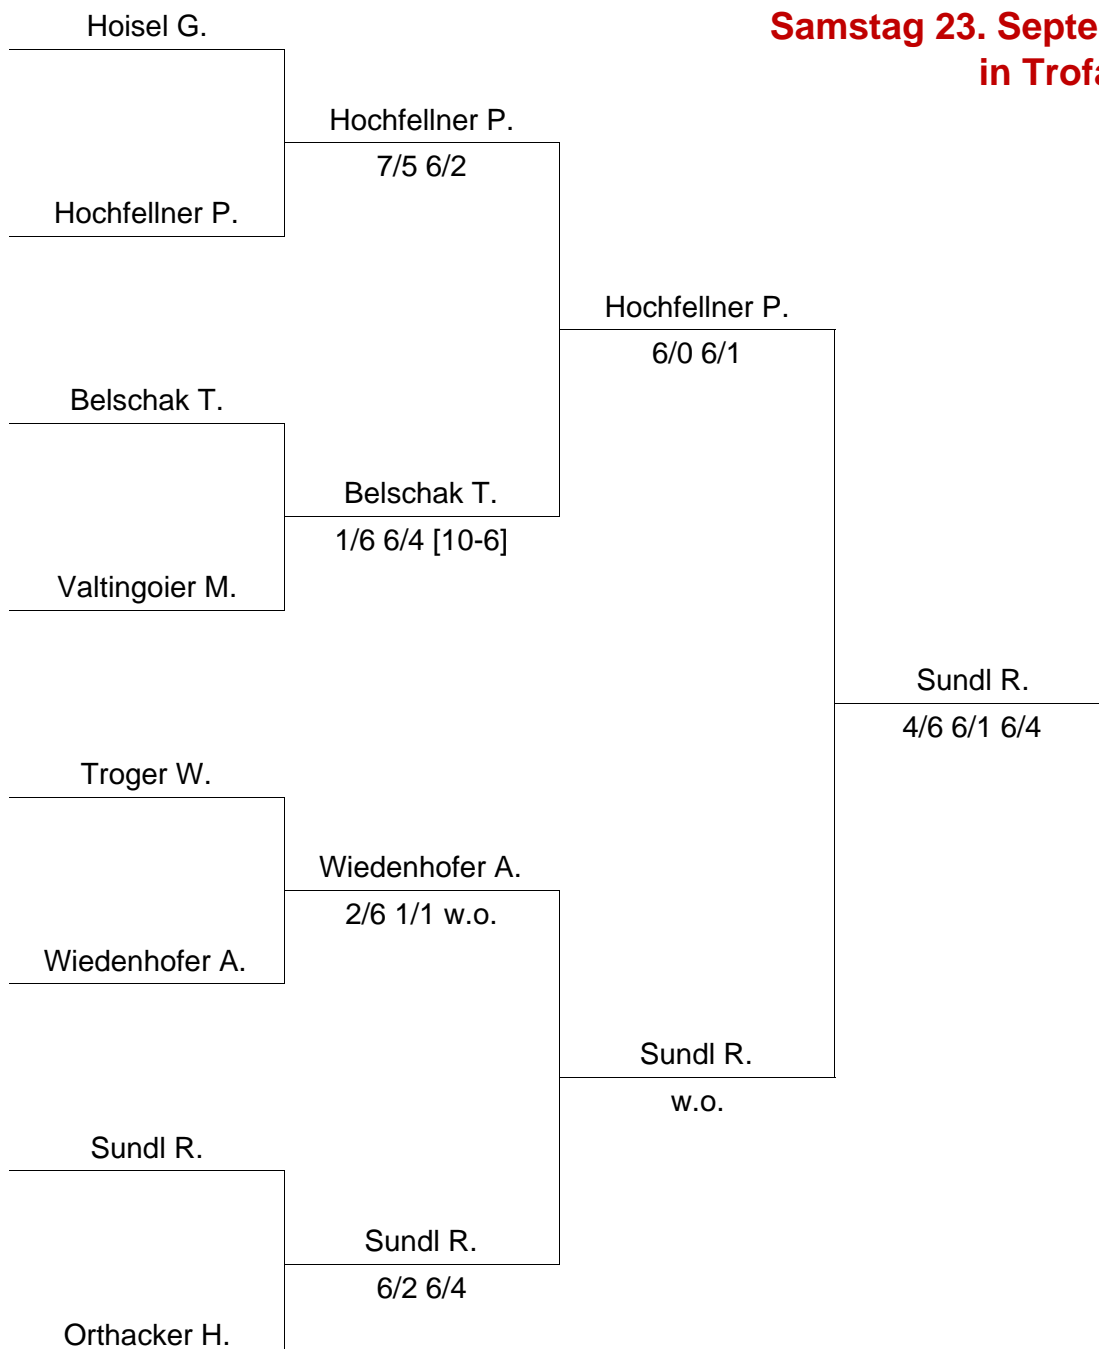 Hoisel G.
Samstag 23. Septe
in Trof
Hochfellner P.
7/5 6/2
Hochfellner P.
Hochfellner P.
6/0 6/1
Belschak T.
Belschak T.
1/6 6/4 [10-6]
Valtingoier M.
Sundl R.
4/6 6/1 6/4
Troger W.
Wiedenhofer A.
2/6 1/1 w.o.
Wiedenhofer A.
Sundl R.
w.o.
Sundl R.
Sundl R.
6/2 6/4
Orthacker H.